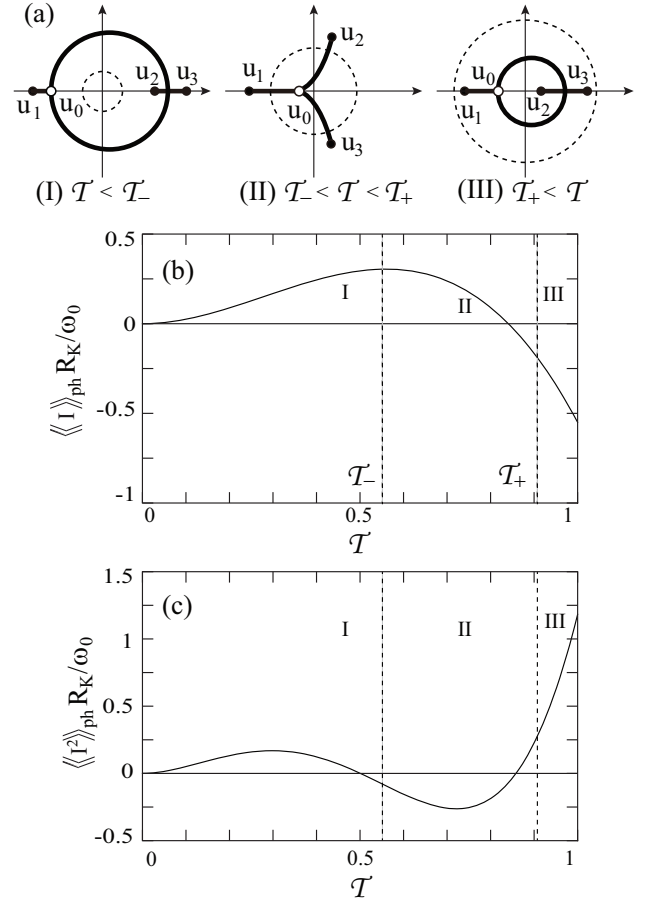 (a)
u₁ u₀ u₂ u₃
(I) 𝒯 < 𝒯₋
u₁ u₀ u₂ u₃
(II) 𝒯₋ < 𝒯 < 𝒯₊
u₀ u₁ u₂ u₃
(III) 𝒯₊ < 𝒯
(b)
⟪I⟫ph R_K/ω₀
0.5
0
-0.5
-1
I
II
III
𝒯₋
𝒯₊
0 0.5 1
𝒯
(c)
⟪I²⟫ph R_K/ω₀
1.5
1
0.5
0
-0.5
I
II
III
0 0.5 1
𝒯